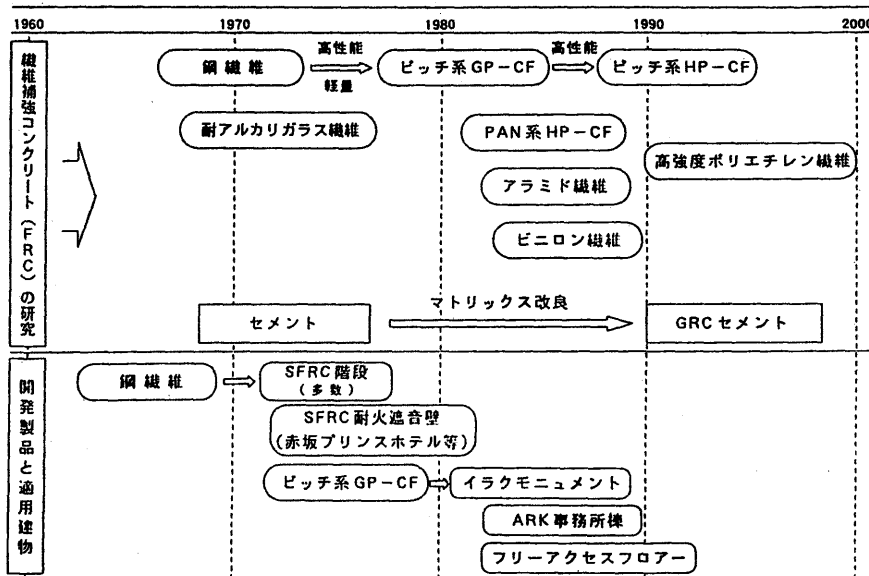 1960 1970 1980 1990 2000
繊維補強コンクリート(FRC)の研究
鋼繊維
高性能
軽量
ピッチ系GP-CF
高性能
ピッチ系HP-CF
耐アルカリガラス繊維
PAN系HP-CF
高強度ポリエチレン繊維
アラミド繊維
ビニロン繊維
セメント
マトリックス改良
GRCセメント
開発製品と適用建物
鋼繊維
SFRC階段
(多数)
SFRC耐火遮音壁
(赤坂プリンスホテル等)
ピッチ系GP-CF
イラクモニュメント
ARK事務所棟
フリーアクセスフロアー